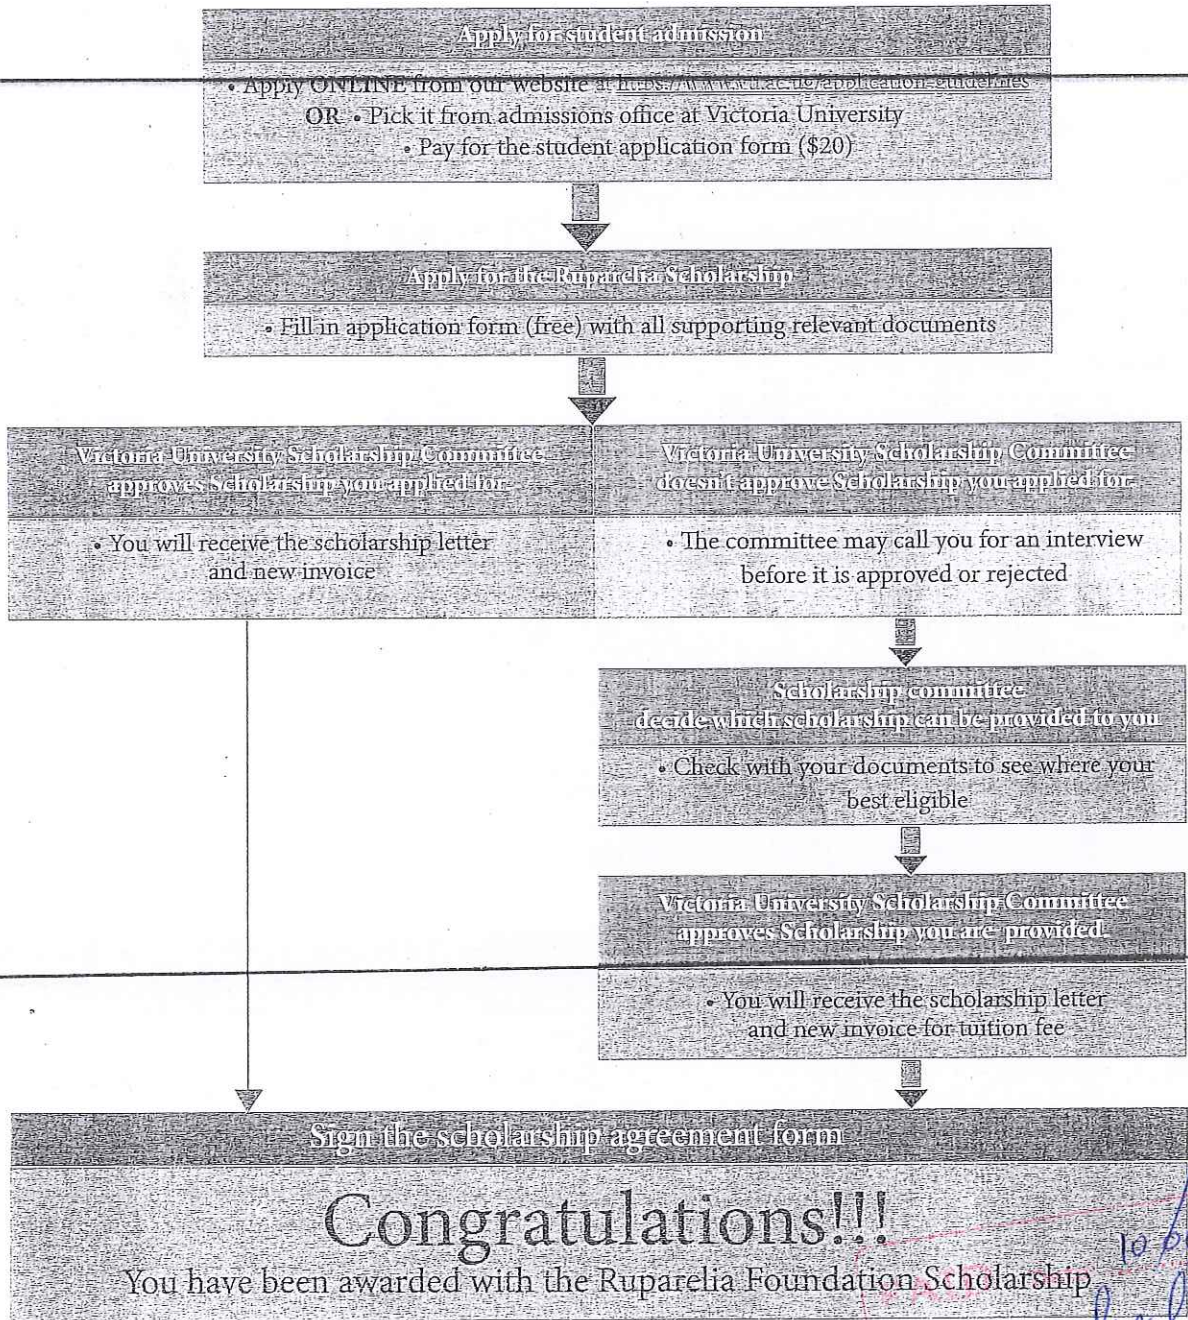 Apply for student admission
• Apply ONLINE from our website at
OR • Pick it from admissions office at Victoria University
• Pay for the student application form ($20)
Apply for the Ruparelia Scholarship
• Fill in application form (free) with all supporting relevant documents
Victoria University Scholarship Committee
approves Scholarship you applied for
• You will receive the scholarship letter
and new invoice
Victoria University Scholarship Committee
doesn't approve Scholarship you applied for
• The committee may call you for an interview
before it is approved or rejected
Scholarship committee
decide which scholarship can be provided to you
• Check with your documents to see where your
best eligible
Victoria University Scholarship Committee
approves Scholarship you are provided.
• You will receive the scholarship letter
and new invoice for tuition fee
Sign the scholarship agreement form
Congratulations!!!
You have been awarded with the Ruparelia Foundation Scholarship